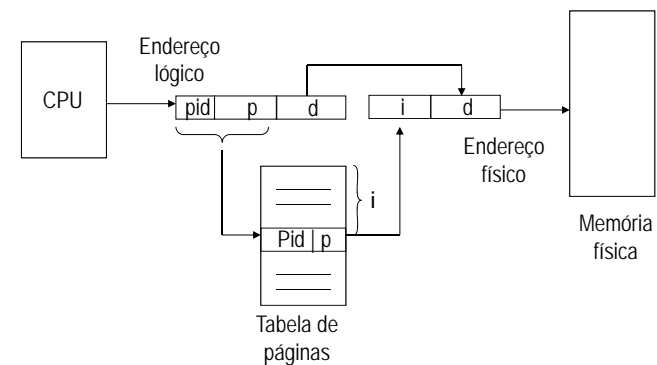 Endereço
lógico
CPU
pid p d
i d
Endereço
físico
i
Pid | p
Memória
física
Tabela de
páginas